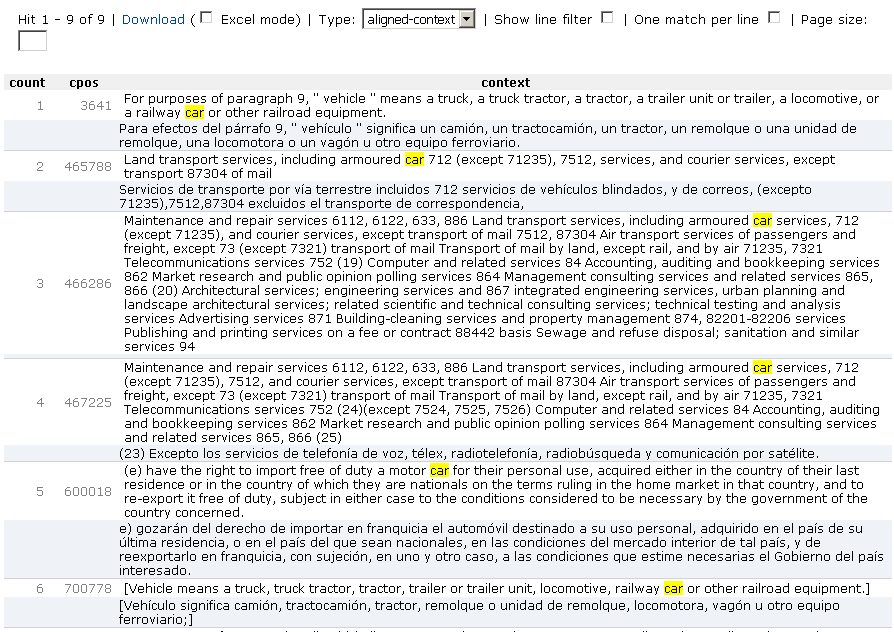 Hit 1 - 9 of 9 | Download ( Excel mode) | Type: aligned-context | Show line filter | One match per line | Page size:
count cpos context
1 3641 For purposes of paragraph 9, " vehicle " means a truck, a truck tractor, a tractor, a trailer unit or trailer, a locomotive, or
a railway car or other railroad equipment.
Para efectos del párrafo 9, " vehículo " significa un camión, un tractocamión, un tractor, un remolque o una unidad de
remolque, una locomotora o un vagón u otro equipo ferroviario.
2 465788 Land transport services, including armoured car 712 (except 71235), 7512, services, and courier services, except
transport 87304 of mail
Servicios de transporte por vía terrestre incluidos 712 servicios de vehículos blindados, y de correos, (excepto
71235),7512,87304 excluidos el transporte de correspondencia,
3 466286 Maintenance and repair services 6112, 6122, 633, 886 Land transport services, including armoured car services, 712
(except 71235), and courier services, except transport of mail 7512, 87304 Air transport services of passengers and
freight, except 73 (except 7321) transport of mail Transport of mail by land, except rail, and by air 71235, 7321
Telecommunications services 752 (19) Computer and related services 84 Accounting, auditing and bookkeeping services
862 Market research and public opinion polling services 864 Management consulting services and related services 865,
866 (20) Architectural services; engineering services and 867 integrated engineering services, urban planning and
landscape architectural services; related scientific and technical consulting services; technical testing and analysis
services Advertising services 871 Building-cleaning services and property management 874, 82201-82206 services
Publishing and printing services on a fee or contract 88442 basis Sewage and refuse disposal; sanitation and similar
services 94
4 467225 Maintenance and repair services 6112, 6122, 633, 886 Land transport services, including armoured car services, 712
(except 71235), 7512, and courier services, except transport of mail 87304 Air transport services of passengers and
freight, except 73 (except 7321) transport of mail Transport of mail by land, except rail, and by air 71235, 7321
Telecommunications services 752 (24)(except 7524, 7525, 7526) Computer and related services 84 Accounting, auditing
and bookkeeping services 862 Market research and public opinion polling services 864 Management consulting services
and related services 865, 866 (25)
(23) Excepto los servicios de telefonía de voz, télex, radiotelefonía, radiobúsqueda y comunicación por satélite.
5 600018 (e) have the right to import free of duty a motor car for their personal use, acquired either in the country of their last
residence or in the country of which they are nationals on the terms ruling in the home market in that country, and to
re-export it free of duty, subject in either case to the conditions considered to be necessary by the government of the
country concerned.
e) gozarán del derecho de importar en franquicia el automóvil destinado a su uso personal, adquirido en el país de su
última residencia, o en el país del que sean nacionales, en las condiciones del mercado interior de tal país, y de
reexportarlo en franquicia, con sujeción, en uno y otro caso, a las condiciones que estime necesarias el Gobierno del país
interesado.
6 700778 [Vehicle means a truck, truck tractor, tractor, trailer or trailer unit, locomotive, railway car or other railroad equipment.]
[Vehículo significa camión, tractocamión, tractor, remolque o unidad de remolque, locomotora, vagón u otro equipo
ferroviario;]